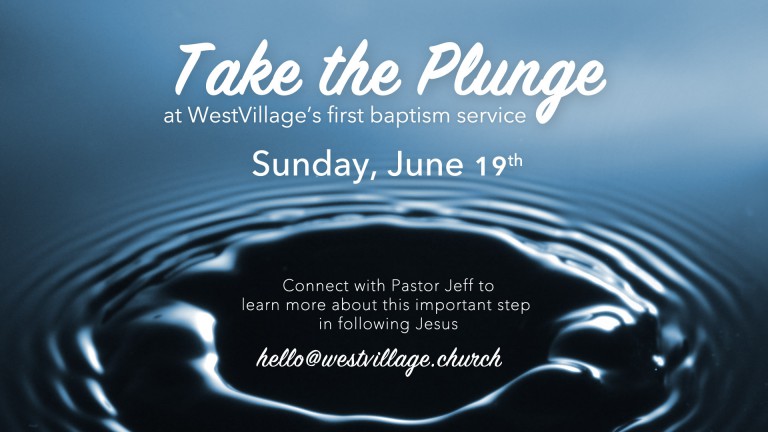 Take the Plunge
at WestVillage's first baptism service
Sunday, June 19th
Connect with Pastor Jeff to
learn more about this important step
in following Jesus
hello@westvillage.church